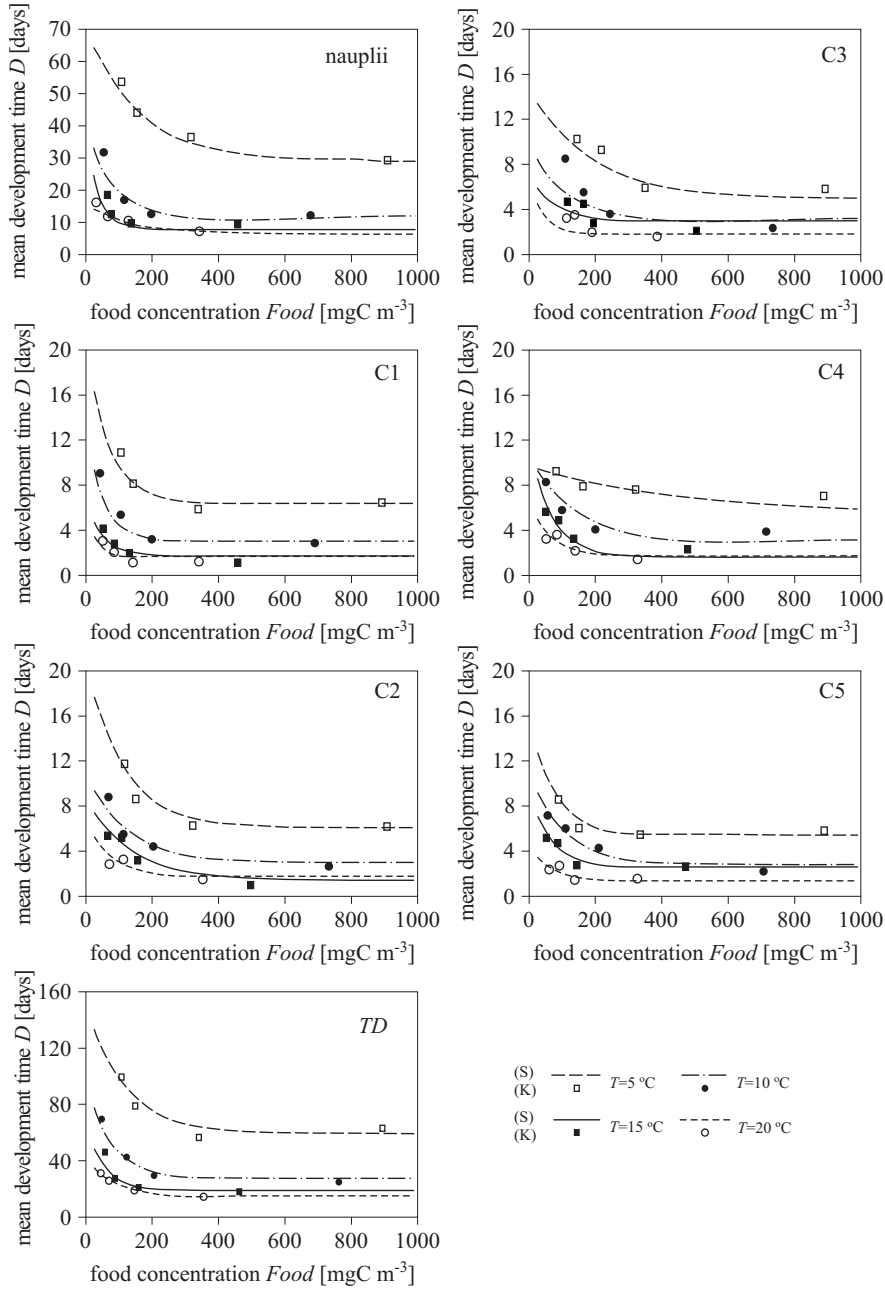 mean development time D [days]
70
60
50
40
30
20
10
0
nauplii
0 200 400 600 800 1000
food concentration Food [mgC m-3]
mean development time D [days]
20
16
12
8
4
0
C3
0 200 400 600 800 1000
food concentration Food [mgC m-3]
mean development time D [days]
20
16
12
8
4
0
C1
0 200 400 600 800 1000
food concentration Food [mgC m-3]
mean development time D [days]
20
16
12
8
4
0
C4
0 200 400 600 800 1000
food concentration Food [mgC m-3]
mean development time D [days]
20
16
12
8
4
0
C2
0 200 400 600 800 1000
food concentration Food [mgC m-3]
mean development time D [days]
20
16
12
8
4
0
C5
0 200 400 600 800 1000
food concentration Food [mgC m-3]
mean development time D [days]
160
120
80
40
0
TD
0 200 400 600 800 1000
food concentration Food [mgC m-3]
(S)
(K)
T=5 °C
T=10 °C
(S)
(K)
T=15 °C
T=20 °C